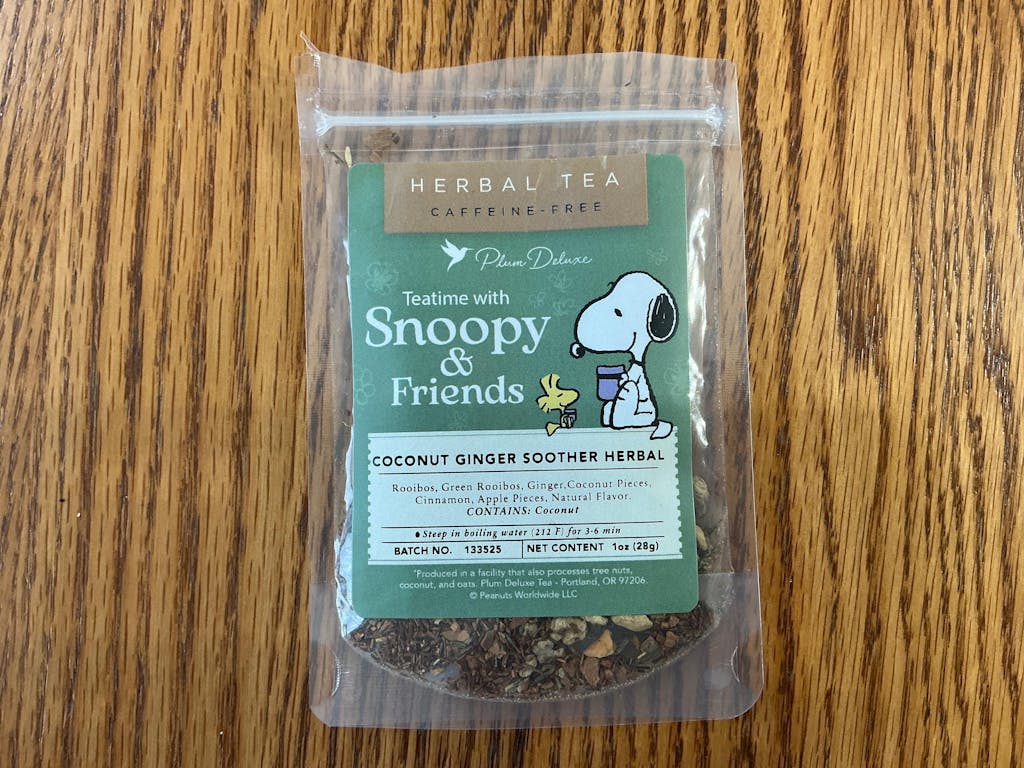 HERBAL TEA
CAFFEINE-FREE
Plum Deluxe
Teatime with
Snoopy
&
Friends
COCONUT GINGER SOOTHER HERBAL
Rooibos, Green Rooibos, Ginger,Coconut Pieces,
Cinnamon, Apple Pieces, Natural Flavor.
CONTAINS: Coconut
Steep in boiling water (212 F) for 3-6 min
BATCH NO. 133525 NET CONTENT 1oz (28g)
*Produced in a facility that also processes tree nuts,
coconut, and oats. Plum Deluxe Tea - Portland, OR 97206.
© Peanuts Worldwide LLC